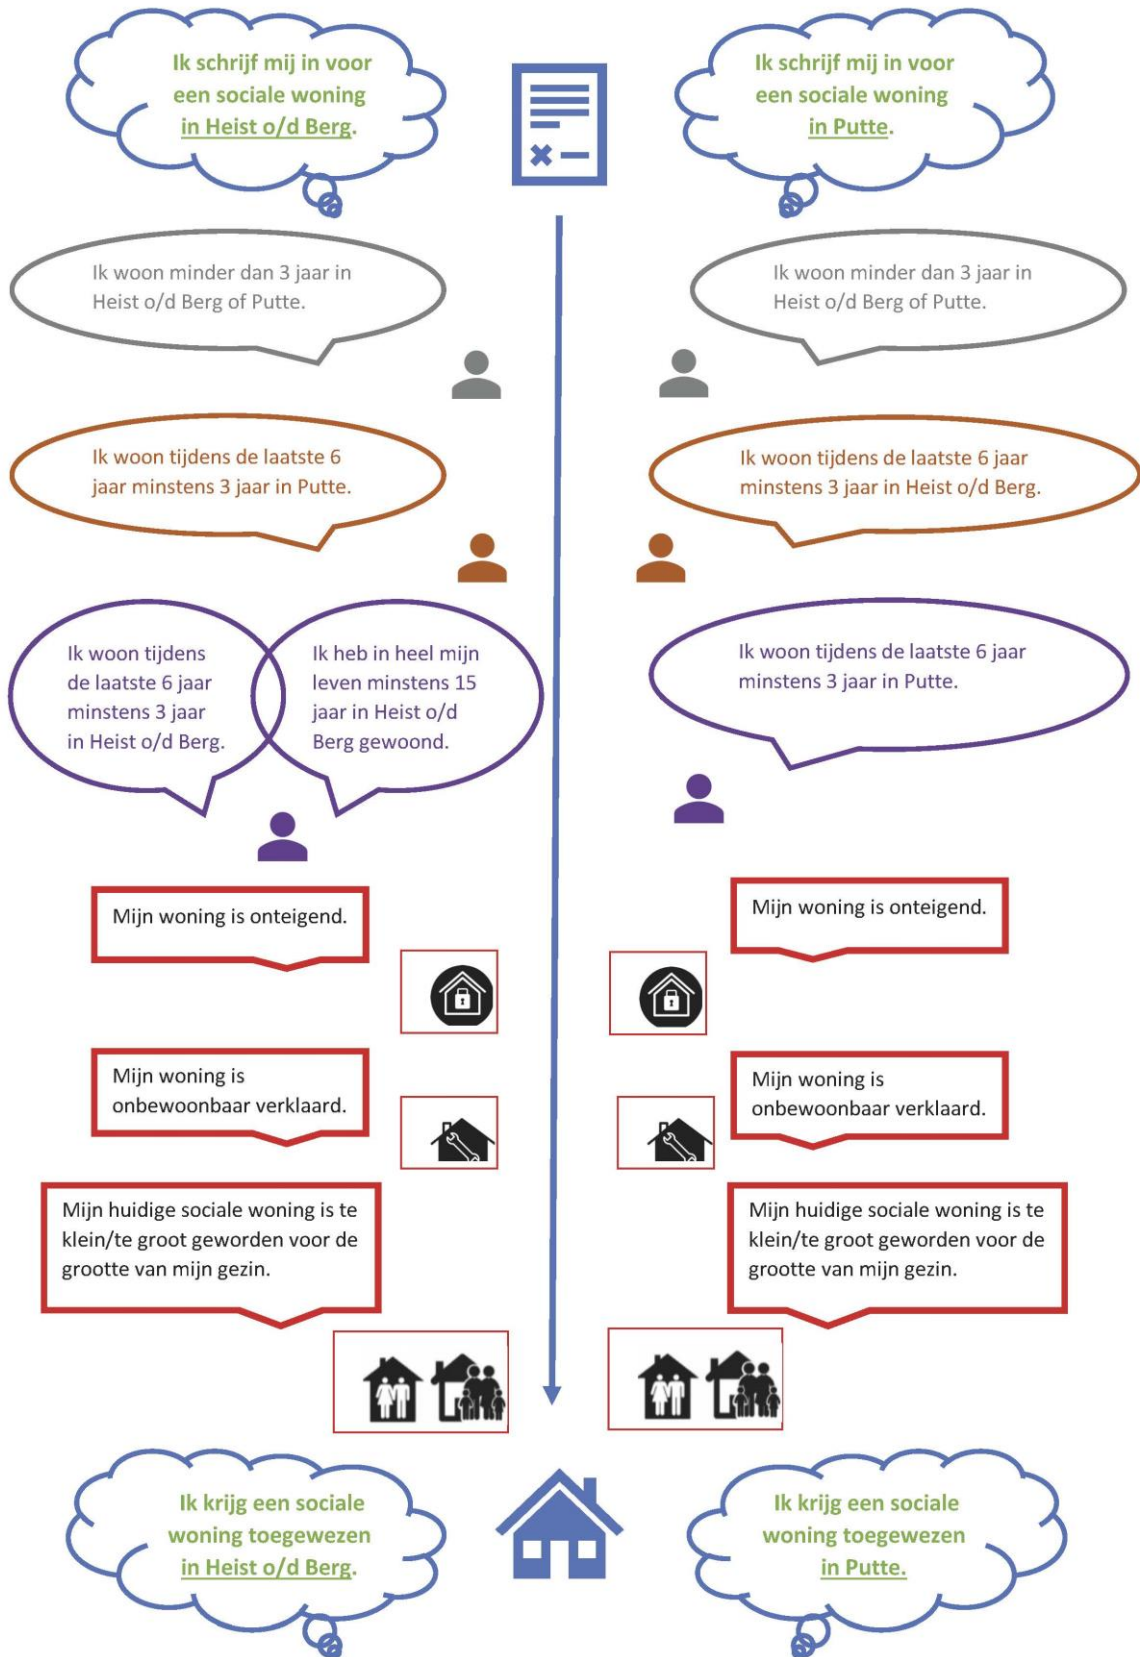 Ik schrijf mij in voor
een sociale woning
in Heist o/d Berg.
Ik schrijf mij in voor
een sociale woning
in Putte.
Ik woon minder dan 3 jaar in
Heist o/d Berg of Putte.
Ik woon minder dan 3 jaar in
Heist o/d Berg of Putte.
Ik woon tijdens de laatste 6
jaar minstens 3 jaar in Putte.
Ik woon tijdens de laatste 6 jaar
minstens 3 jaar in Heist o/d Berg.
Ik woon tijdens
de laatste 6 jaar
minstens 3 jaar
in Heist o/d Berg.
Ik heb in heel mijn
leven minstens 15
jaar in Heist o/d
Berg gewoond.
Ik woon tijdens de laatste 6 jaar
minstens 3 jaar in Putte.
Mijn woning is onteigend.
Mijn woning is onteigend.
Mijn woning is
onbewoonbaar verklaard.
Mijn woning is
onbewoonbaar verklaard.
Mijn huidige sociale woning is te
klein/te groot geworden voor de
grootte van mijn gezin.
Mijn huidige sociale woning is te
klein/te groot geworden voor de
grootte van mijn gezin.
Ik krijg een sociale
woning toegewezen
in Heist o/d Berg.
Ik krijg een sociale
woning toegewezen
in Putte.